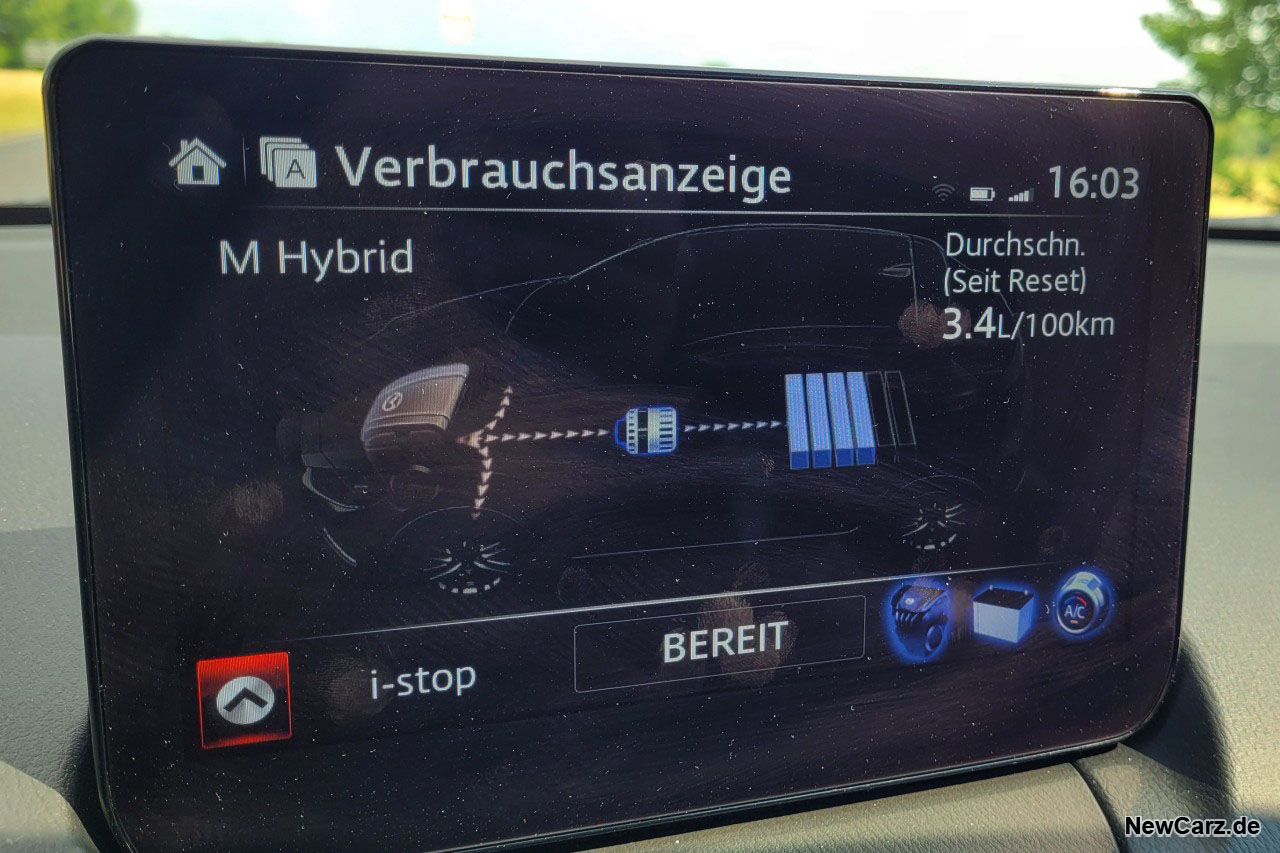 A
Verbrauchsanzeige
16:03
M Hybrid
Durchschn.
(Seit Reset)
3.4L/100km
i-stop
BEREIT
A/C
NewCarz.de